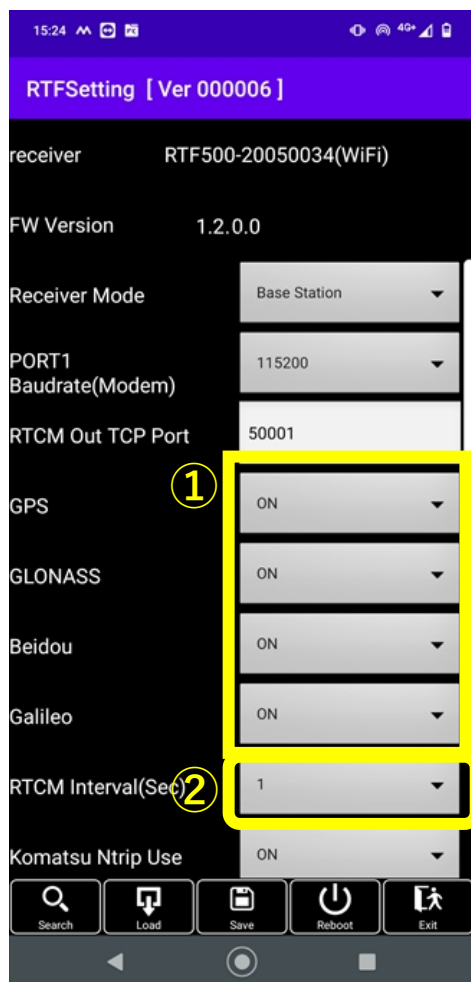 15:24 4G+
RTFSetting [ Ver 000006 ]
receiver RTF500-20050034(WiFi)
FW Version 1.2.0.0
Receiver Mode Base Station
PORT1
Baudrate(Modem) 115200
RTCM Out TCP Port 50001
①
GPS ON
GLONASS ON
Beidou ON
Galileo ON
RTCM Interval(Sec) ② 1
Komatsu Ntrip Use ON
Search Load Save Reboot Exit